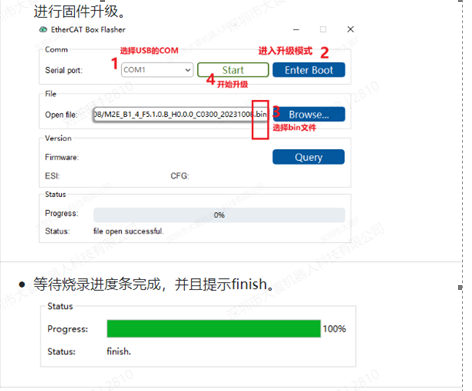 进行固件升级。
EtherCAT Box Flasher
Comm
选择USB的COM
进入升级模式 2
Serial port:
1
COM1
Start
Enter Boot
4 开始升级
File
Open file:
08/M2E_B1_4_F5.1.0.B_H0.0.0_C0300_20231008.bin
3
Browse...
选择bin文件
Version
Firmware:
Query
ESI:
CFG:
Status
Progress:
0%
Status:
file open successful.
等待烧录进度条完成，并且提示finish。
Status
Progress:
100%
Status:
finish.